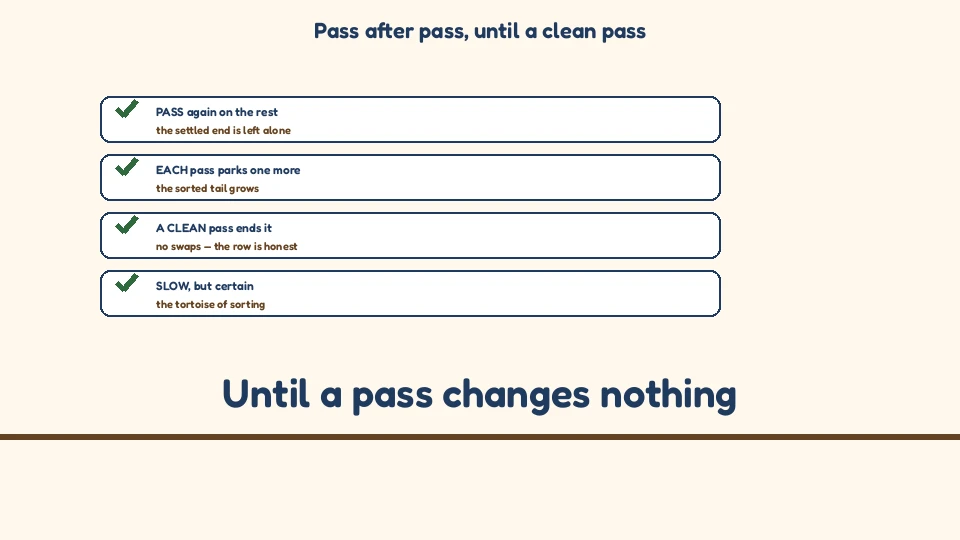 Pass after pass, until a clean pass
PASS again on the rest
the settled end is left alone
EACH pass parks one more
the sorted tail grows
A CLEAN pass ends it
no swaps — the row is honest
SLOW, but certain
the tortoise of sorting
Until a pass changes nothing